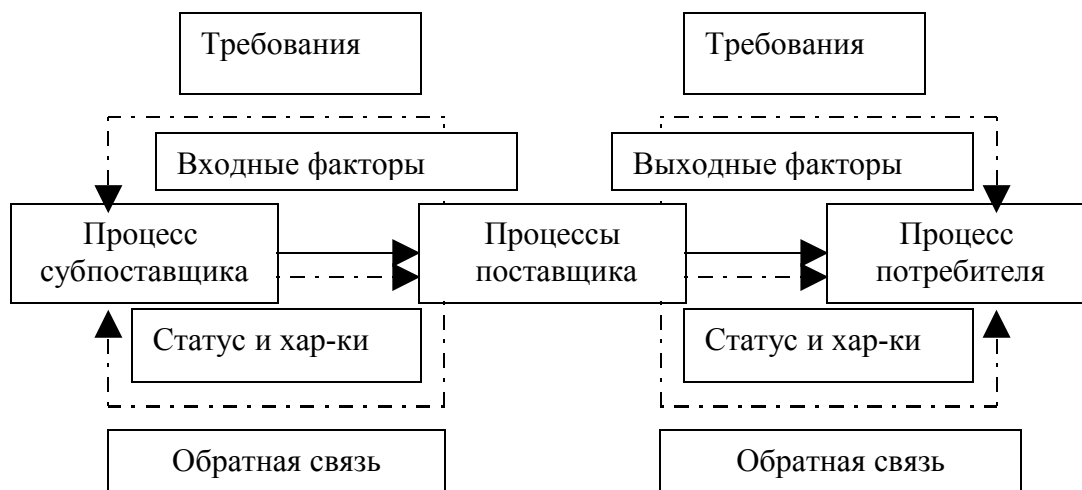 Требования
Требования
Входные факторы
Выходные факторы
Процесс
субпоставщика
Процессы
поставщика
Процесс
потребителя
Статус и хар-ки
Статус и хар-ки
Обратная связь
Обратная связь